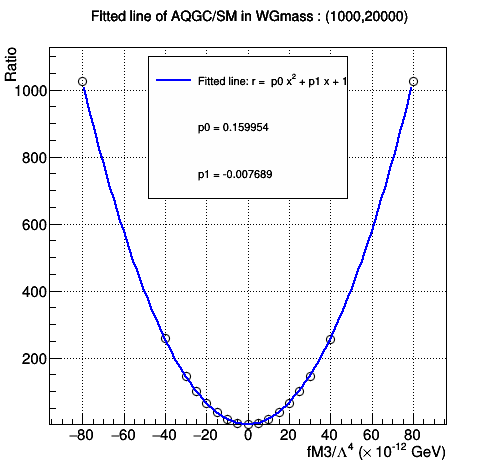 FItted line of AQGC/SM in WGmass : (1000,20000)
Ratio
Fitted line: r = p0 x² + p1 x + 1
p0 = 0.159954
p1 = -0.007689
1000
800
600
400
200
−80 −60 −40 −20 0 20 40 60 80
fM3/Λ⁴ (× 10⁻¹² GeV)